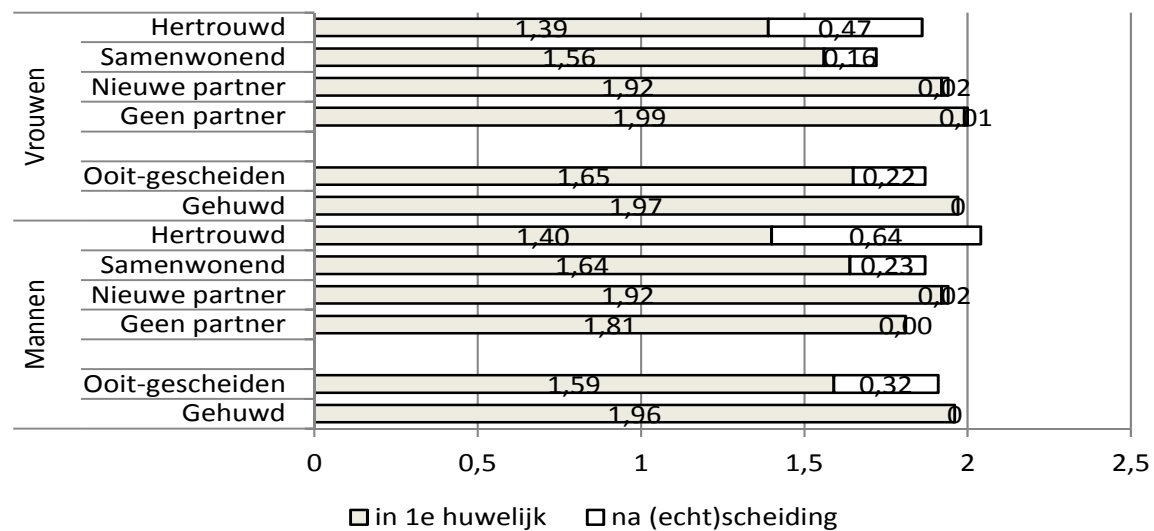 Vrouwen
Hertrouwd 1,39 0,47
Samenwonend 1,56 0,16
Nieuwe partner 1,92 0,02
Geen partner 1,99 0,01
Ooit-gescheiden 1,65 0,22
Gehuwd 1,97 0
Mannen
Hertrouwd 1,40 0,64
Samenwonend 1,64 0,23
Nieuwe partner 1,92 0,02
Geen partner 1,81 0,00
Ooit-gescheiden 1,59 0,32
Gehuwd 1,96 0
0 0,5 1 1,5 2 2,5
in 1e huwelijk na (echt)scheiding